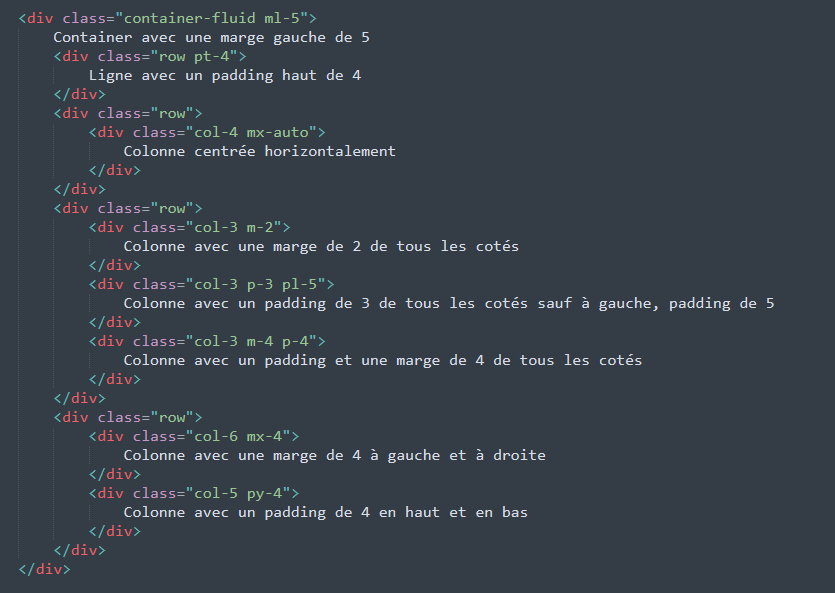 <div class="container-fluid ml-5">
Container avec une marge gauche de 5
<div class="row pt-4">
Ligne avec un padding haut de 4
</div>
<div class="row">
<div class="col-4 mx-auto">
Colonne centrée horizontalement
</div>
</div>
<div class="row">
<div class="col-3 m-2">
Colonne avec une marge de 2 de tous les cotés
</div>
<div class="col-3 p-3 pl-5">
Colonne avec un padding de 3 de tous les cotés sauf à gauche, padding de 5
</div>
<div class="col-3 m-4 p-4">
Colonne avec un padding et une marge de 4 de tous les cotés
</div>
</div>
<div class="row">
<div class="col-6 mx-4">
Colonne avec une marge de 4 à gauche et à droite
</div>
<div class="col-5 py-4">
Colonne avec un padding de 4 en haut et en bas
</div>
</div>
</div>